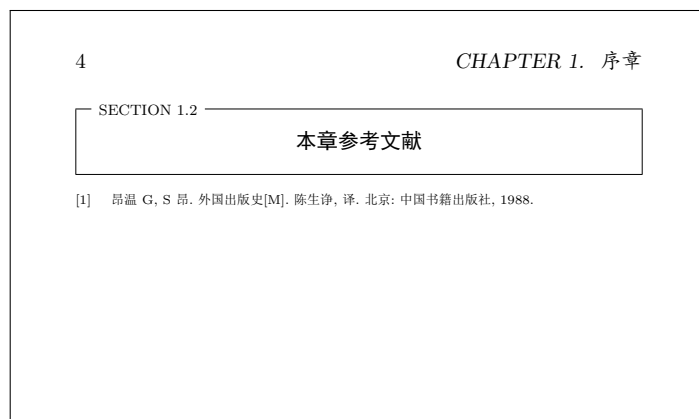 4 CHAPTER 1. 序章
SECTION 1.2
本章参考文献
[1] 昂温 G, S 昂. 外国出版史[M]. 陈生诤, 译. 北京: 中国书籍出版社, 1988.